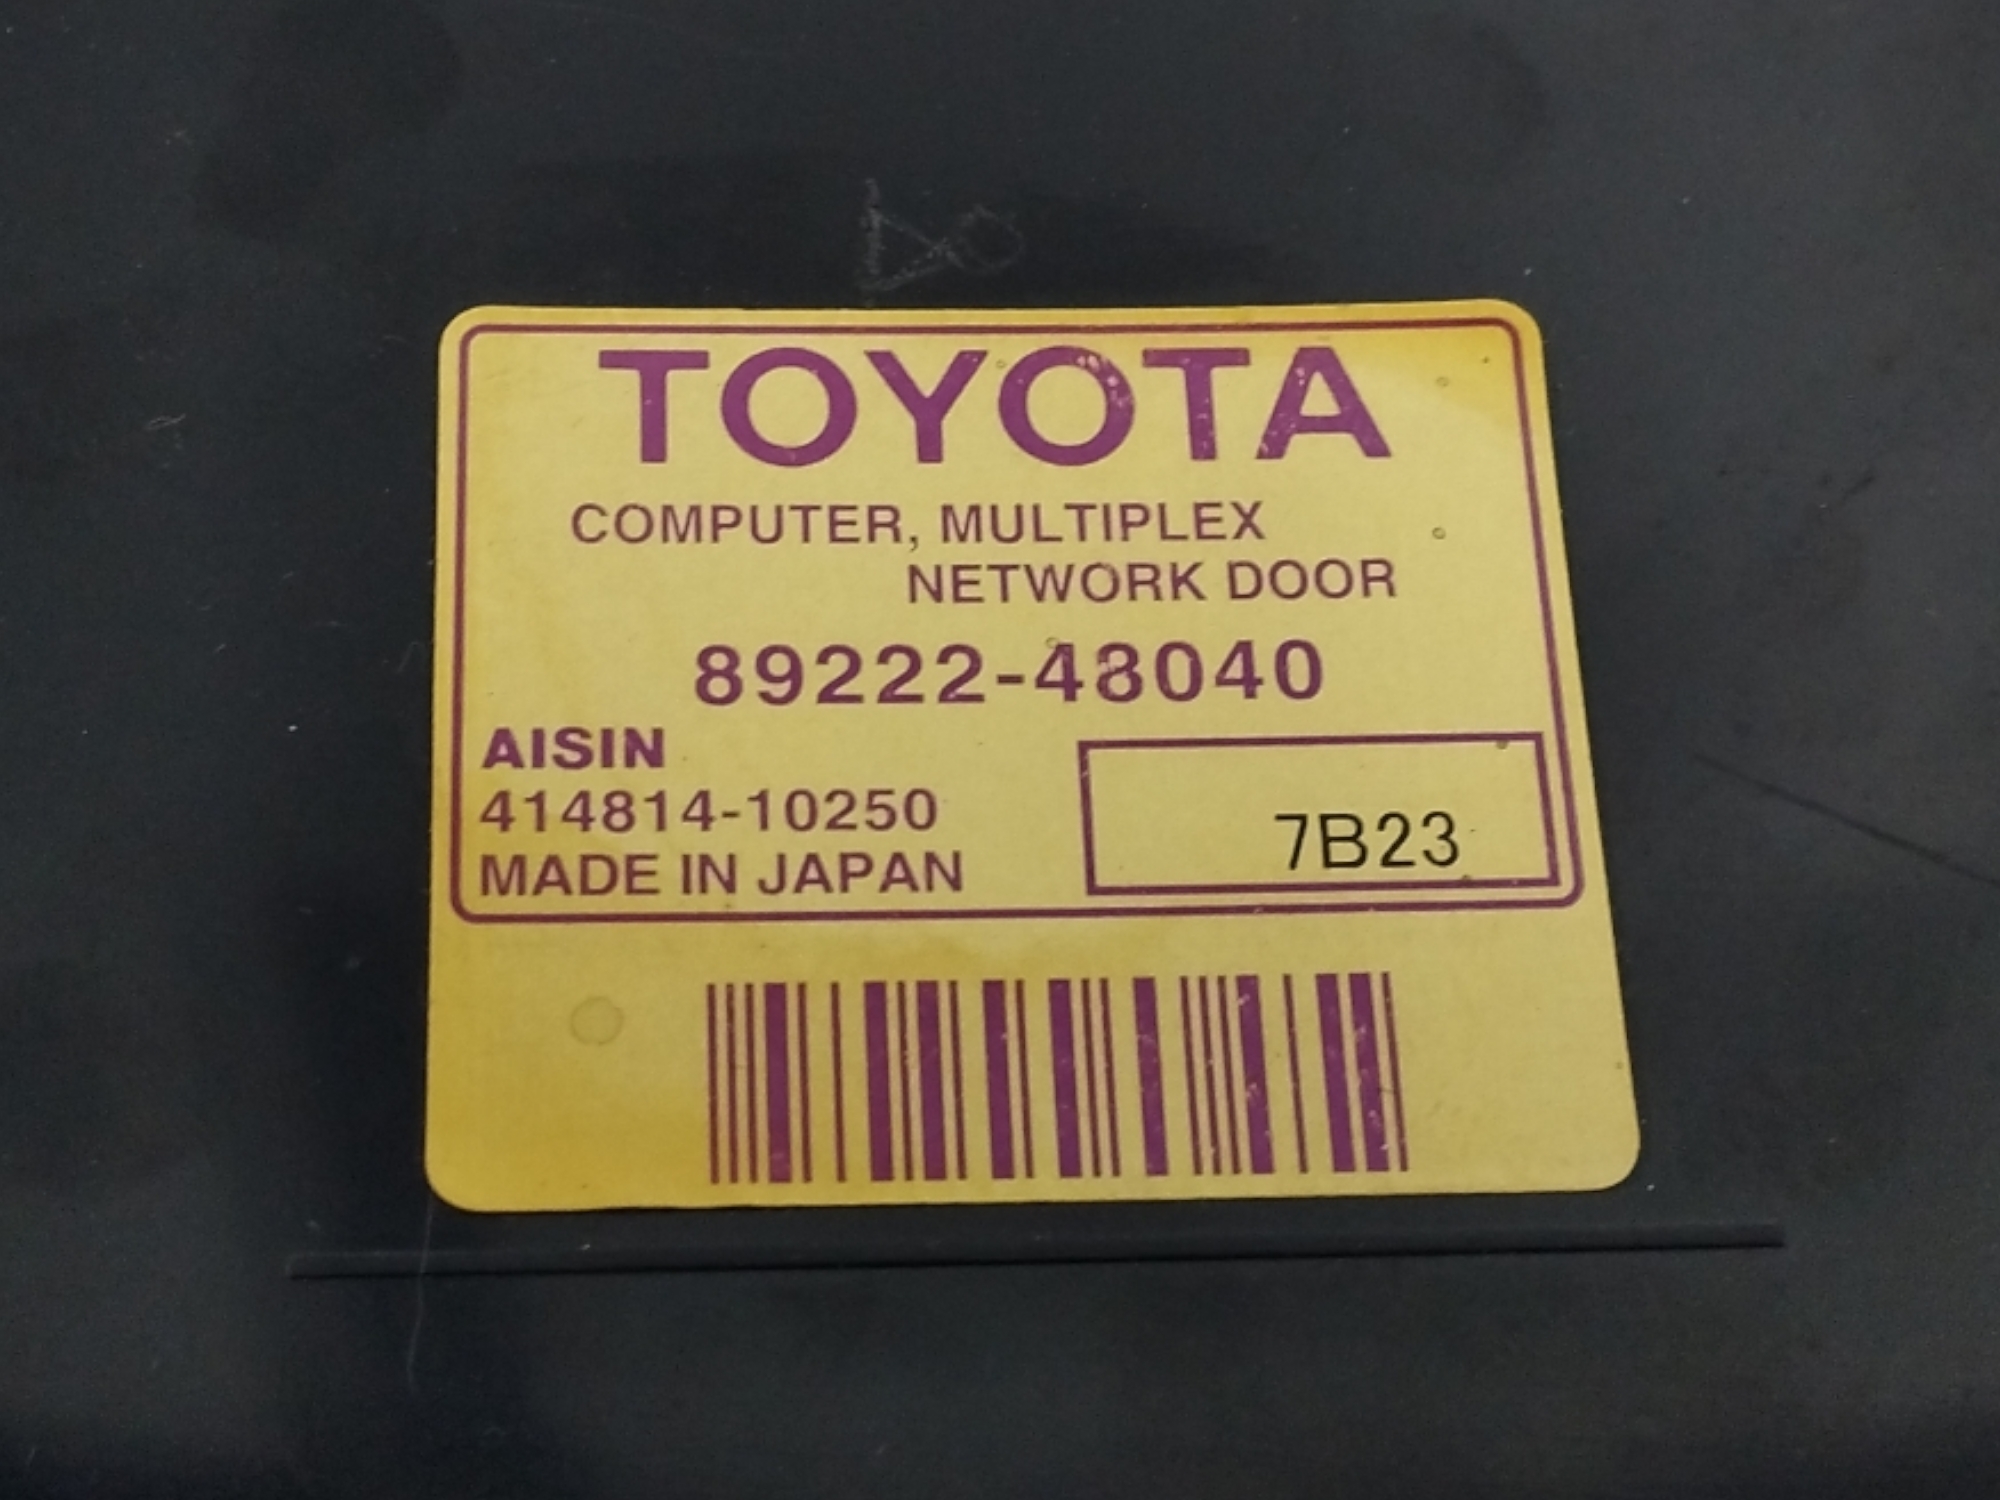 TOYOTA
COMPUTER, MULTIPLEX
NETWORK DOOR
89222-48040
AISIN
414814-10250
MADE IN JAPAN
7B23